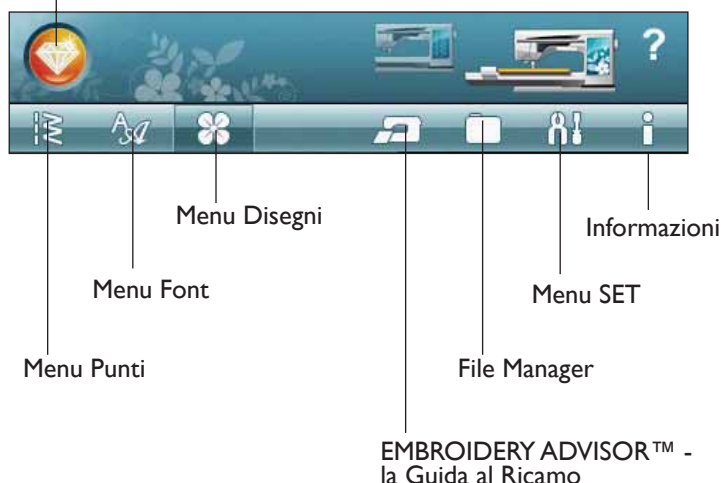 ?
Menu Disegni
Informazioni
Menu Font
Menu SET
Menu Punti
File Manager
EMBROIDERY ADVISOR™ -
la Guida al Ricamo